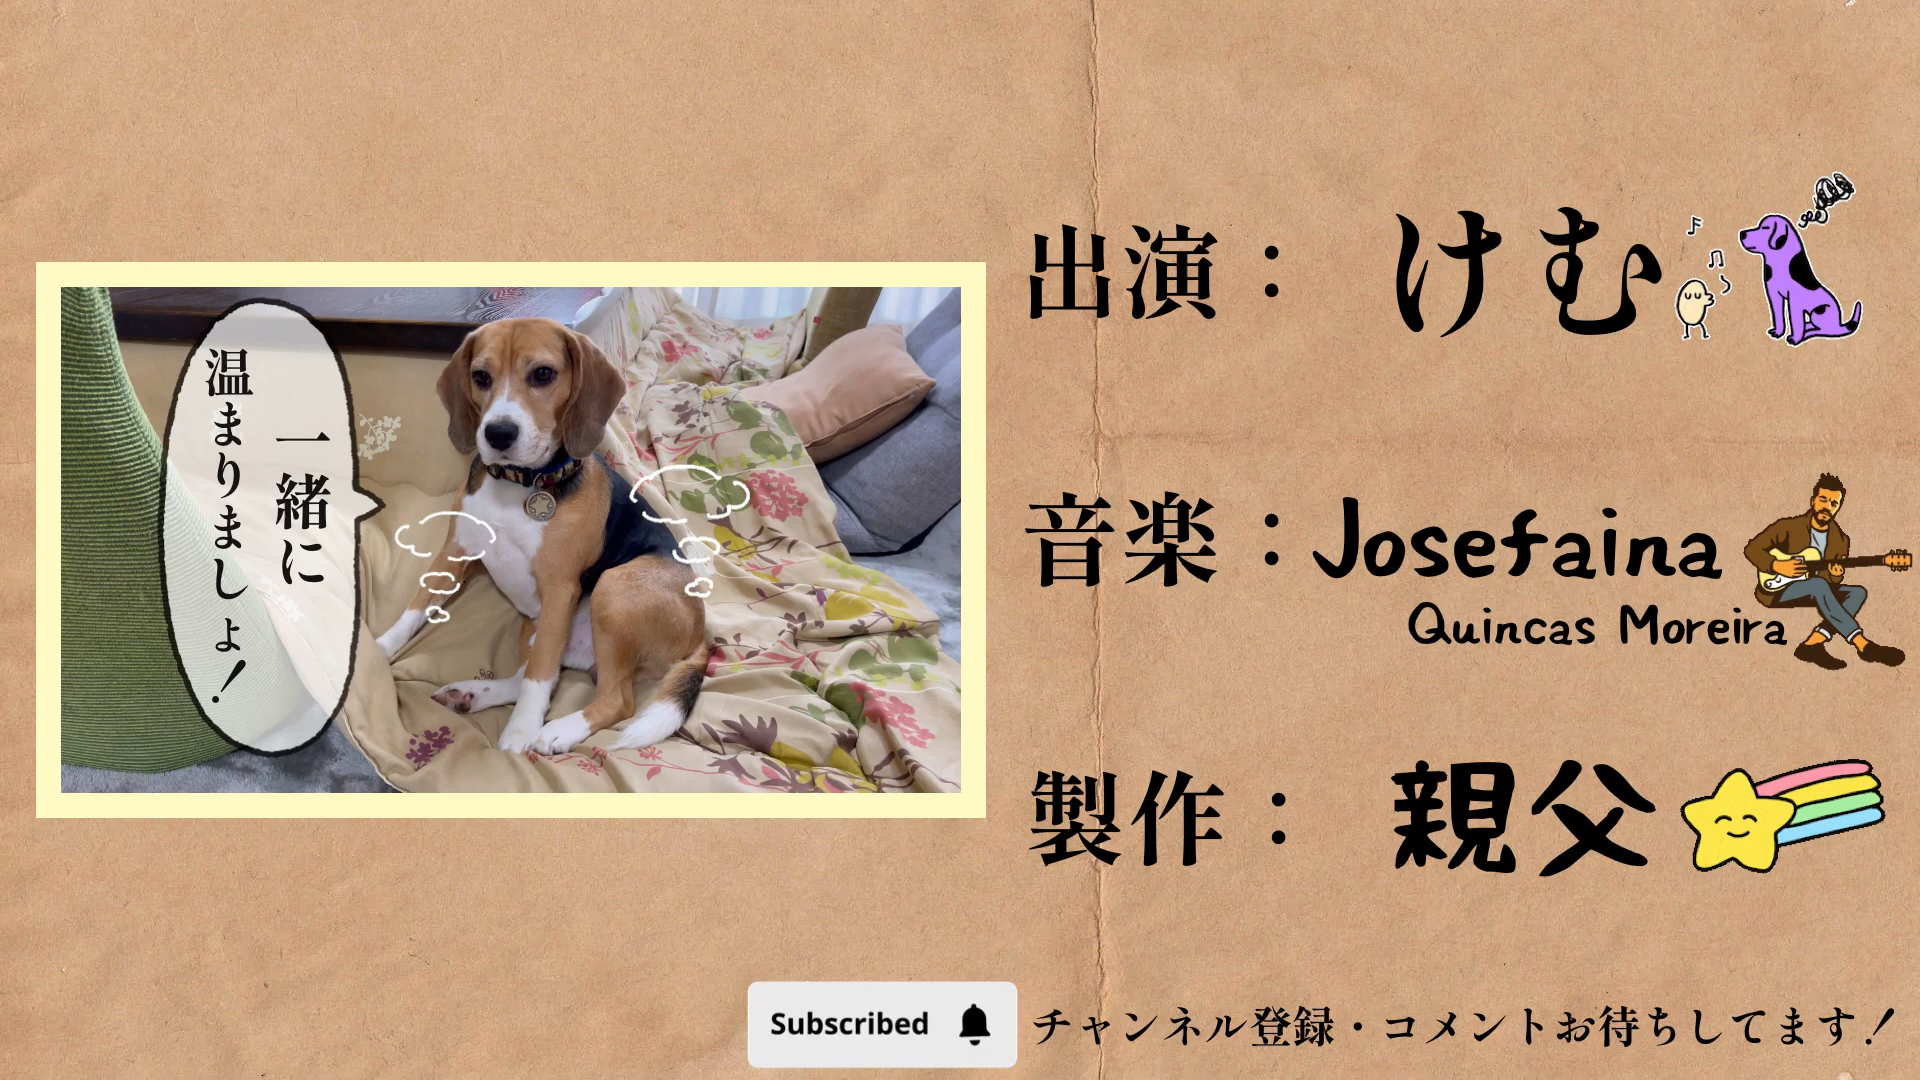 一緒に
温まりましょ！
出演： けむ
音楽：Josefaina
Quincas Moreira
製作： 親父
Subscribed
チャンネル登録・コメントお待ちしてます！